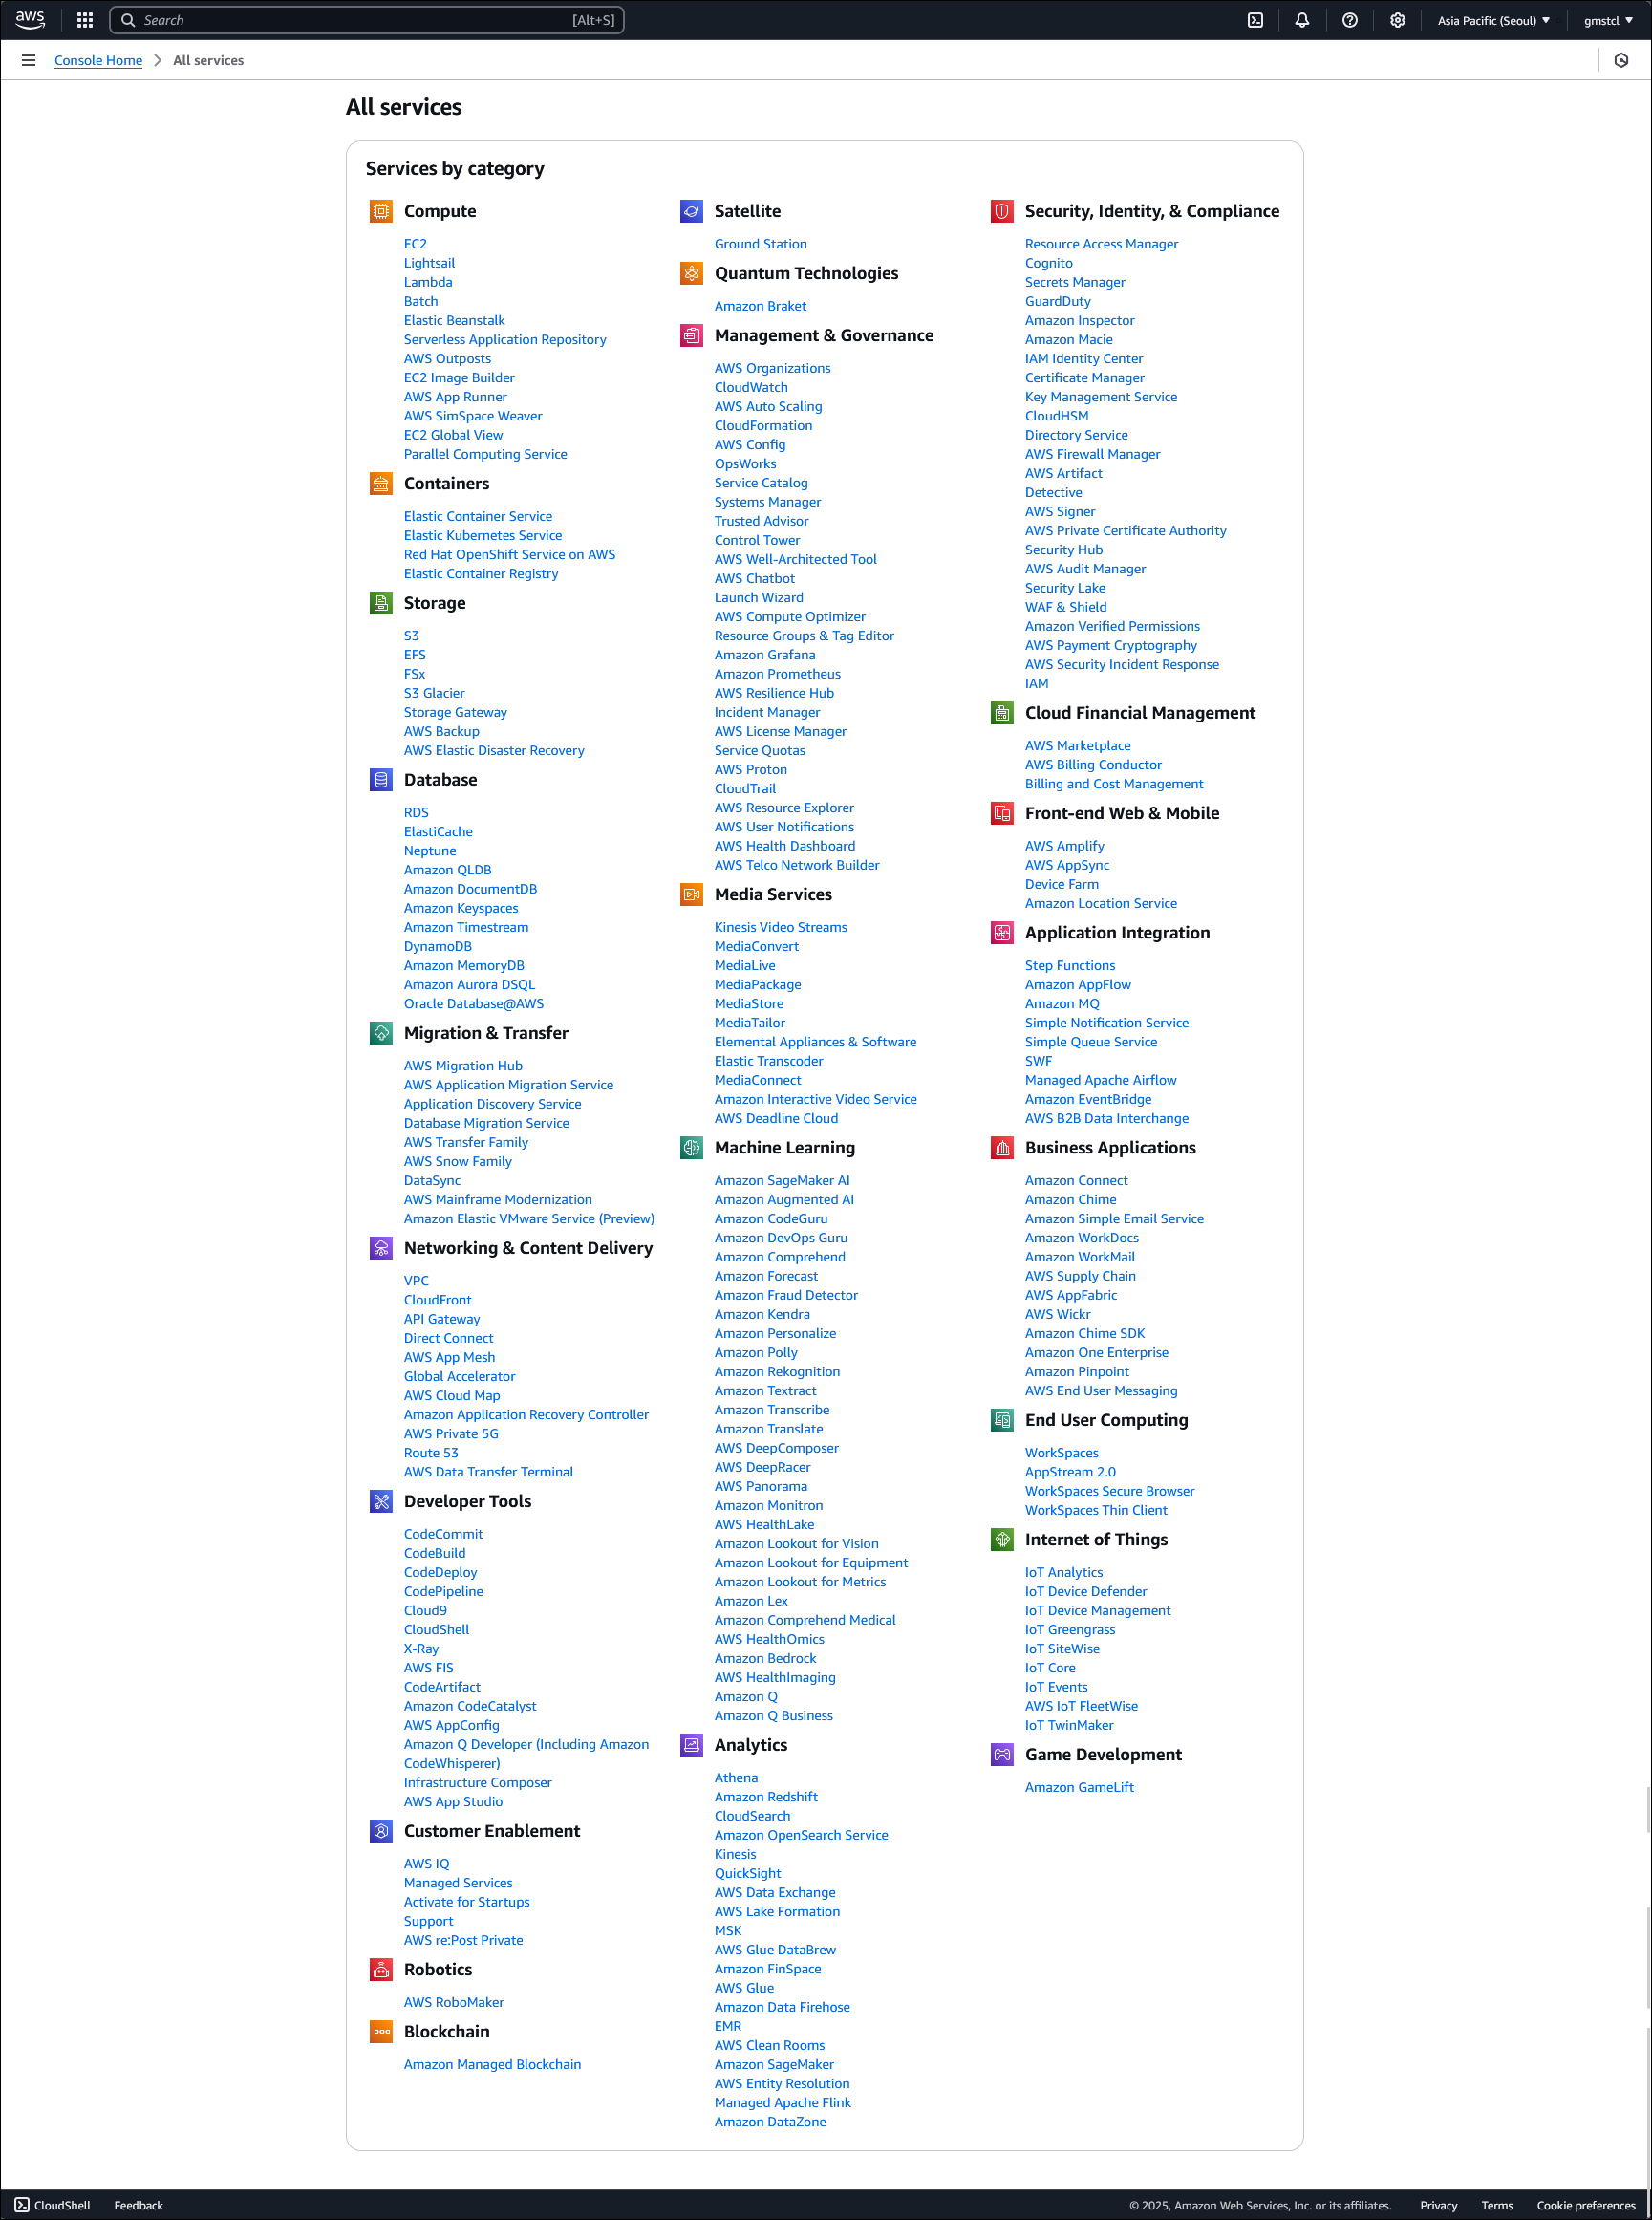 aws
Search
[Alt+S]
Asia Pacific (Seoul)
gmstcl
Console Home
All services
All services
Services by category
Compute
EC2
Lightsail
Lambda
Batch
Elastic Beanstalk
Serverless Application Repository
AWS Outposts
EC2 Image Builder
AWS App Runner
AWS SimSpace Weaver
EC2 Global View
Parallel Computing Service
Containers
Elastic Container Service
Elastic Kubernetes Service
Red Hat OpenShift Service on AWS
Elastic Container Registry
Storage
S3
EFS
FSx
S3 Glacier
Storage Gateway
AWS Backup
AWS Elastic Disaster Recovery
Database
RDS
ElastiCache
Neptune
Amazon QLDB
Amazon DocumentDB
Amazon Keyspaces
Amazon Timestream
DynamoDB
Amazon MemoryDB
Amazon Aurora DSQL
Oracle Database@AWS
Migration & Transfer
AWS Migration Hub
AWS Application Migration Service
Application Discovery Service
Database Migration Service
AWS Transfer Family
AWS Snow Family
DataSync
AWS Mainframe Modernization
Amazon Elastic VMware Service (Preview)
Networking & Content Delivery
VPC
CloudFront
API Gateway
Direct Connect
AWS App Mesh
Global Accelerator
AWS Cloud Map
Amazon Application Recovery Controller
AWS Private 5G
Route 53
AWS Data Transfer Terminal
Developer Tools
CodeCommit
CodeBuild
CodeDeploy
CodePipeline
Cloud9
CloudShell
X-Ray
AWS FIS
CodeArtifact
Amazon CodeCatalyst
AWS AppConfig
Amazon Q Developer (Including Amazon
CodeWhisperer)
Infrastructure Composer
AWS App Studio
Customer Enablement
AWS IQ
Managed Services
Activate for Startups
Support
AWS re:Post Private
Robotics
AWS RoboMaker
Blockchain
Amazon Managed Blockchain
Satellite
Ground Station
Quantum Technologies
Amazon Braket
Management & Governance
AWS Organizations
CloudWatch
AWS Auto Scaling
CloudFormation
AWS Config
OpsWorks
Service Catalog
Systems Manager
Trusted Advisor
Control Tower
AWS Well-Architected Tool
AWS Chatbot
Launch Wizard
AWS Compute Optimizer
Resource Groups & Tag Editor
Amazon Grafana
Amazon Prometheus
AWS Resilience Hub
Incident Manager
AWS License Manager
Service Quotas
AWS Proton
CloudTrail
AWS Resource Explorer
AWS User Notifications
AWS Health Dashboard
AWS Telco Network Builder
Media Services
Kinesis Video Streams
MediaConvert
MediaLive
MediaPackage
MediaStore
MediaTailor
Elemental Appliances & Software
Elastic Transcoder
MediaConnect
Amazon Interactive Video Service
AWS Deadline Cloud
Machine Learning
Amazon SageMaker AI
Amazon Augmented AI
Amazon CodeGuru
Amazon DevOps Guru
Amazon Comprehend
Amazon Forecast
Amazon Fraud Detector
Amazon Kendra
Amazon Personalize
Amazon Polly
Amazon Rekognition
Amazon Textract
Amazon Transcribe
Amazon Translate
AWS DeepComposer
AWS DeepRacer
AWS Panorama
Amazon Monitron
AWS HealthLake
Amazon Lookout for Vision
Amazon Lookout for Equipment
Amazon Lookout for Metrics
Amazon Lex
Amazon Comprehend Medical
AWS HealthOmics
Amazon Bedrock
AWS HealthImaging
Amazon Q
Amazon Q Business
Analytics
Athena
Amazon Redshift
CloudSearch
Amazon OpenSearch Service
Kinesis
QuickSight
AWS Data Exchange
AWS Lake Formation
MSK
AWS Glue DataBrew
Amazon FinSpace
AWS Glue
Amazon Data Firehose
EMR
AWS Clean Rooms
Amazon SageMaker
AWS Entity Resolution
Managed Apache Flink
Amazon DataZone
Security, Identity, & Compliance
Resource Access Manager
Cognito
Secrets Manager
GuardDuty
Amazon Inspector
Amazon Macie
IAM Identity Center
Certificate Manager
Key Management Service
CloudHSM
Directory Service
AWS Firewall Manager
AWS Artifact
Detective
AWS Signer
AWS Private Certificate Authority
Security Hub
AWS Audit Manager
Security Lake
WAF & Shield
Amazon Verified Permissions
AWS Payment Cryptography
AWS Security Incident Response
IAM
Cloud Financial Management
AWS Marketplace
AWS Billing Conductor
Billing and Cost Management
Front-end Web & Mobile
AWS Amplify
AWS AppSync
Device Farm
Amazon Location Service
Application Integration
Step Functions
Amazon AppFlow
Amazon MQ
Simple Notification Service
Simple Queue Service
SWF
Managed Apache Airflow
Amazon EventBridge
AWS B2B Data Interchange
Business Applications
Amazon Connect
Amazon Chime
Amazon Simple Email Service
Amazon WorkDocs
Amazon WorkMail
AWS Supply Chain
AWS AppFabric
AWS Wickr
Amazon Chime SDK
Amazon One Enterprise
Amazon Pinpoint
AWS End User Messaging
End User Computing
WorkSpaces
AppStream 2.0
WorkSpaces Secure Browser
WorkSpaces Thin Client
Internet of Things
IoT Analytics
IoT Device Defender
IoT Device Management
IoT Greengrass
IoT SiteWise
IoT Core
IoT Events
AWS IoT FleetWise
IoT TwinMaker
Game Development
Amazon GameLift
CloudShell
Feedback
© 2025, Amazon Web Services, Inc. or its affiliates.
Privacy
Terms
Cookie preferences